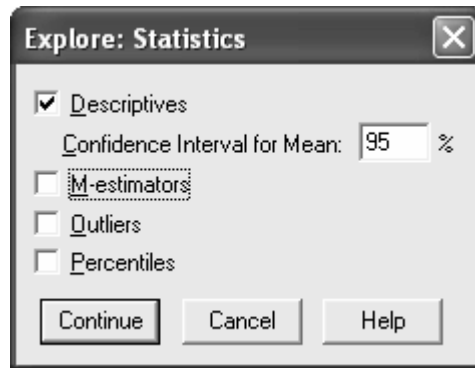 Explore: Statistics
Descriptives
Confidence Interval for Mean: 95 %
M-estimators
Outliers
Percentiles
Continue Cancel Help